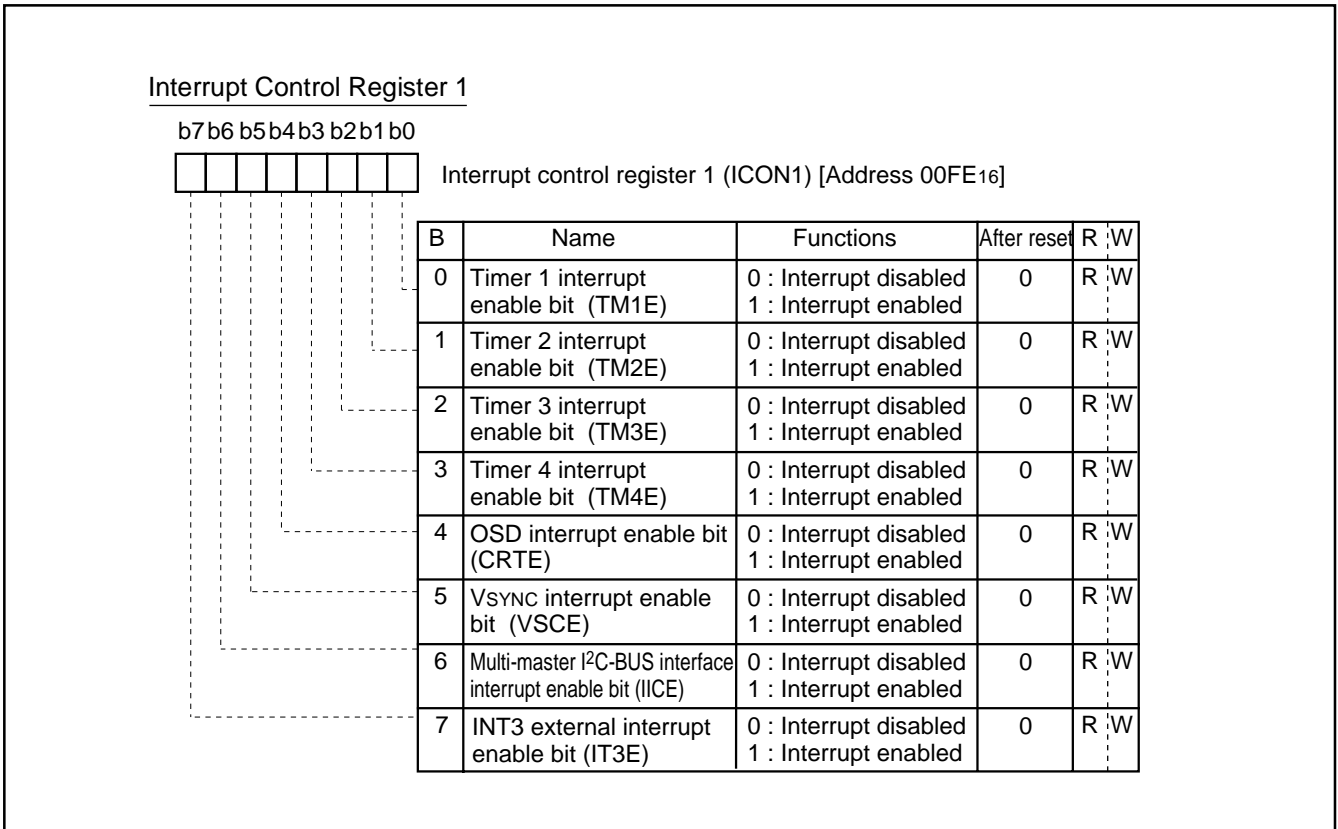 Interrupt Control Register 1
b7 b6 b5 b4 b3 b2 b1 b0
Interrupt control register 1 (ICON1) [Address 00FE16]
B Name Functions After reset R W
0 Timer 1 interrupt 0 : Interrupt disabled 0 R W
enable bit (TM1E) 1 : Interrupt enabled
1 Timer 2 interrupt 0 : Interrupt disabled 0 R W
enable bit (TM2E) 1 : Interrupt enabled
2 Timer 3 interrupt 0 : Interrupt disabled 0 R W
enable bit (TM3E) 1 : Interrupt enabled
3 Timer 4 interrupt 0 : Interrupt disabled 0 R W
enable bit (TM4E) 1 : Interrupt enabled
4 OSD interrupt enable bit 0 : Interrupt disabled 0 R W
(CRTE) 1 : Interrupt enabled
5 VSYNC interrupt enable 0 : Interrupt disabled 0 R W
bit (VSCE) 1 : Interrupt enabled
6 Multi-master I2C-BUS interface 0 : Interrupt disabled 0 R W
interrupt enable bit (IICE) 1 : Interrupt enabled
7 INT3 external interrupt 0 : Interrupt disabled 0 R W
enable bit (IT3E) 1 : Interrupt enabled